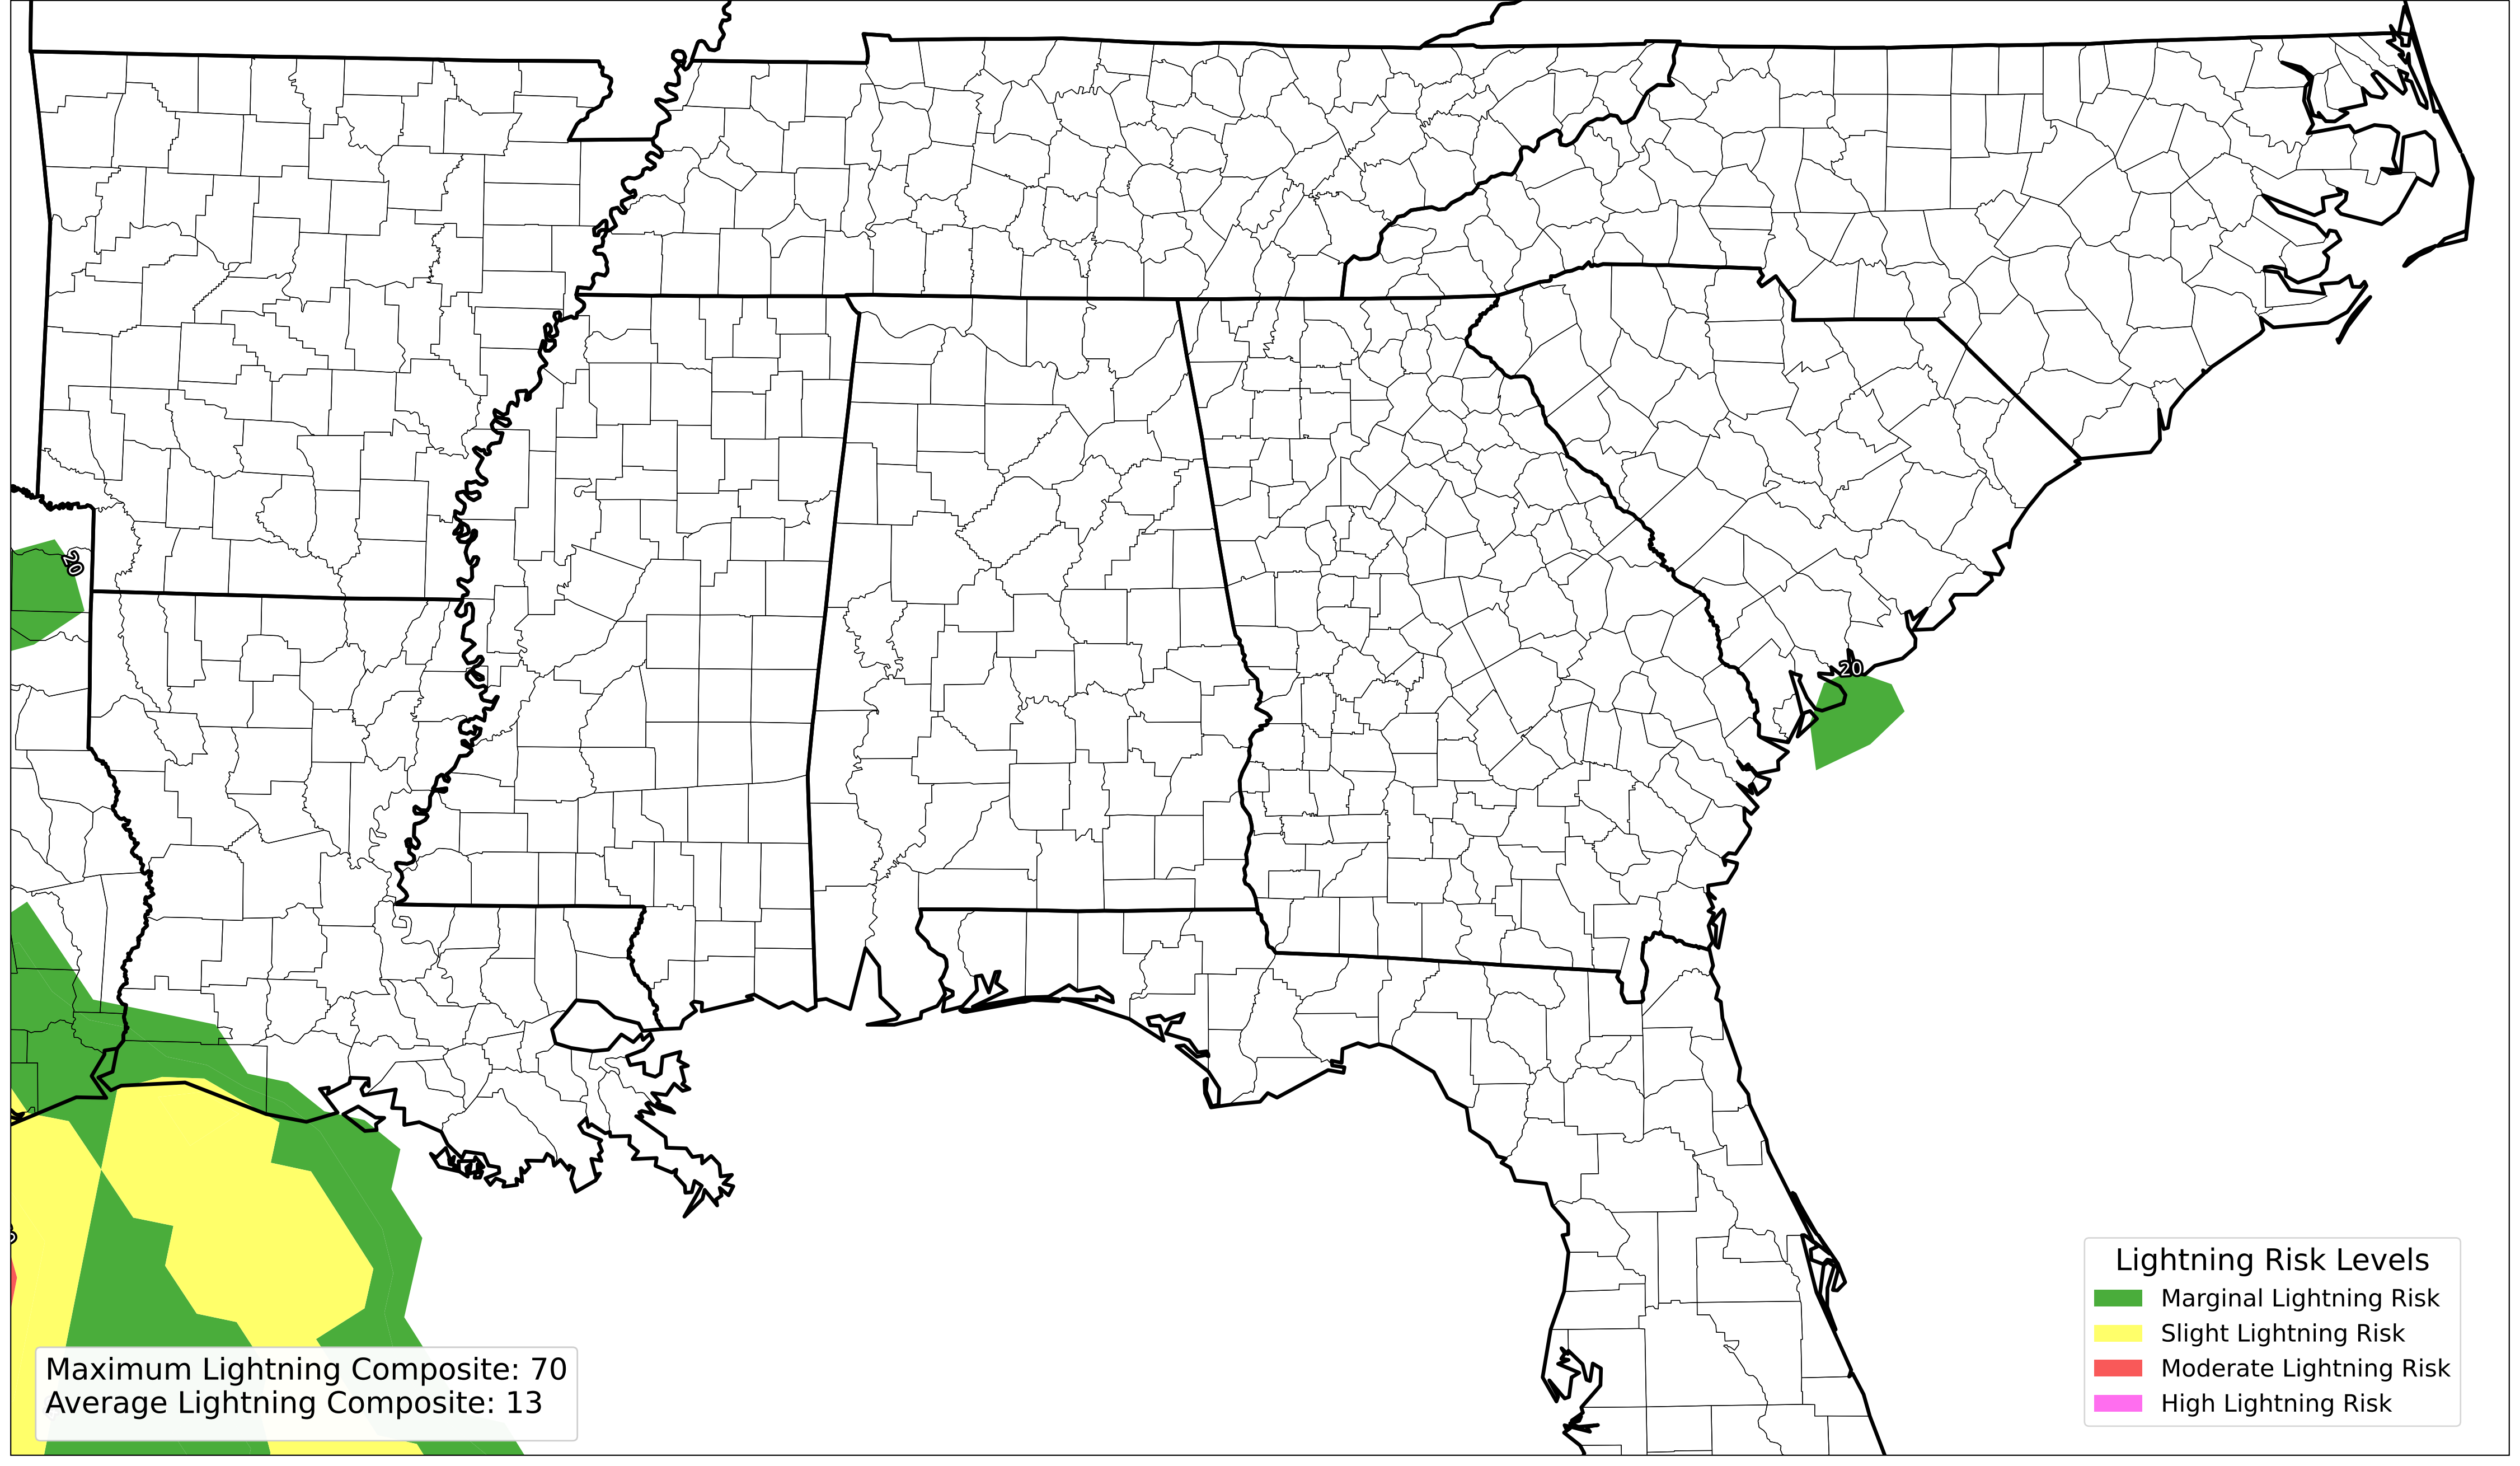 20
20
Lightning Risk Levels
Marginal Lightning Risk
Slight Lightning Risk
Moderate Lightning Risk
High Lightning Risk
Maximum Lightning Composite: 70
Average Lightning Composite: 13